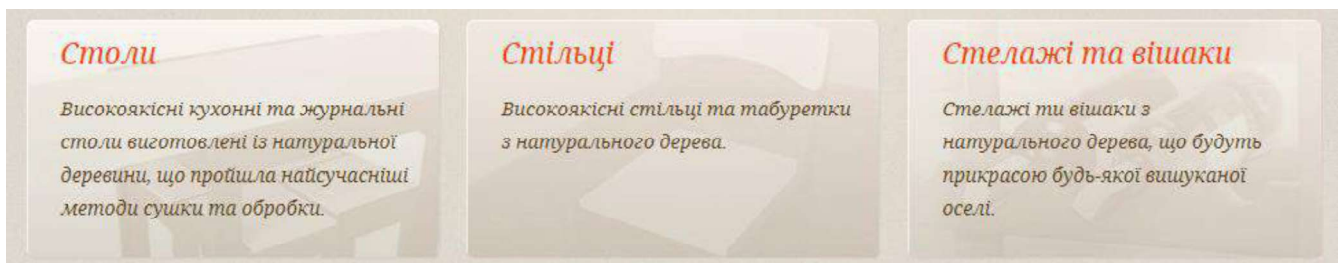 Столи
Високоякісні кухонні та журнальні
столи виготовлені із натуральної
деревини, що пройшла найсучасніші
методи сушки та обробки.
Стільці
Високоякісні стільці та табуретки
з натурального дерева.
Стелажі та вішаки
Стелажі ти вішаки з
натурального дерева, що будуть
прикрасою будь-якої вишуканої
оселі.